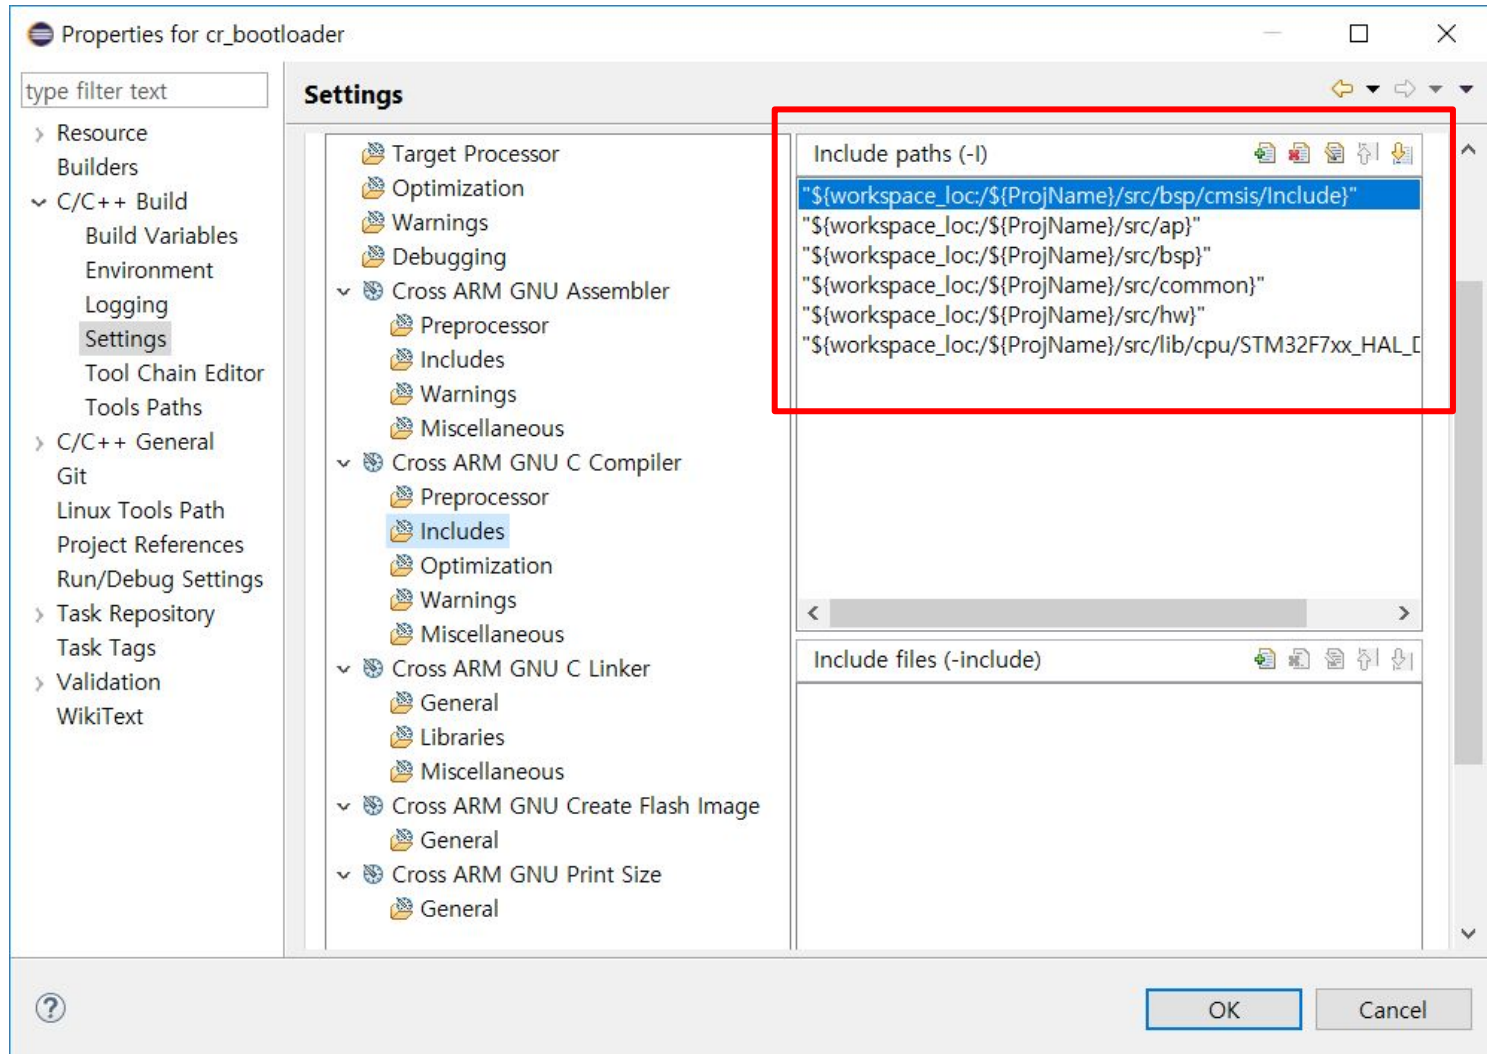 Properties for cr_bootloader
type filter text
Resource
Builders
C/C++ Build
Build Variables
Environment
Logging
Settings
Tool Chain Editor
Tools Paths
C/C++ General
Git
Linux Tools Path
Project References
Run/Debug Settings
Task Repository
Task Tags
Validation
WikiText
Settings
Target Processor
Optimization
Warnings
Debugging
Cross ARM GNU Assembler
Preprocessor
Includes
Warnings
Miscellaneous
Cross ARM GNU C Compiler
Preprocessor
Includes
Optimization
Warnings
Miscellaneous
Cross ARM GNU C Linker
General
Libraries
Miscellaneous
Cross ARM GNU Create Flash Image
General
Cross ARM GNU Print Size
General
Include paths (-I)
"${workspace_loc:/${ProjName}/src/bsp/cmsis/Include}"
"${workspace_loc:/${ProjName}/src/ap}"
"${workspace_loc:/${ProjName}/src/bsp}"
"${workspace_loc:/${ProjName}/src/common}"
"${workspace_loc:/${ProjName}/src/hw}"
"${workspace_loc:/${ProjName}/src/lib/cpu/STM32F7xx_HAL_
Include files (-include)
OK
Cancel